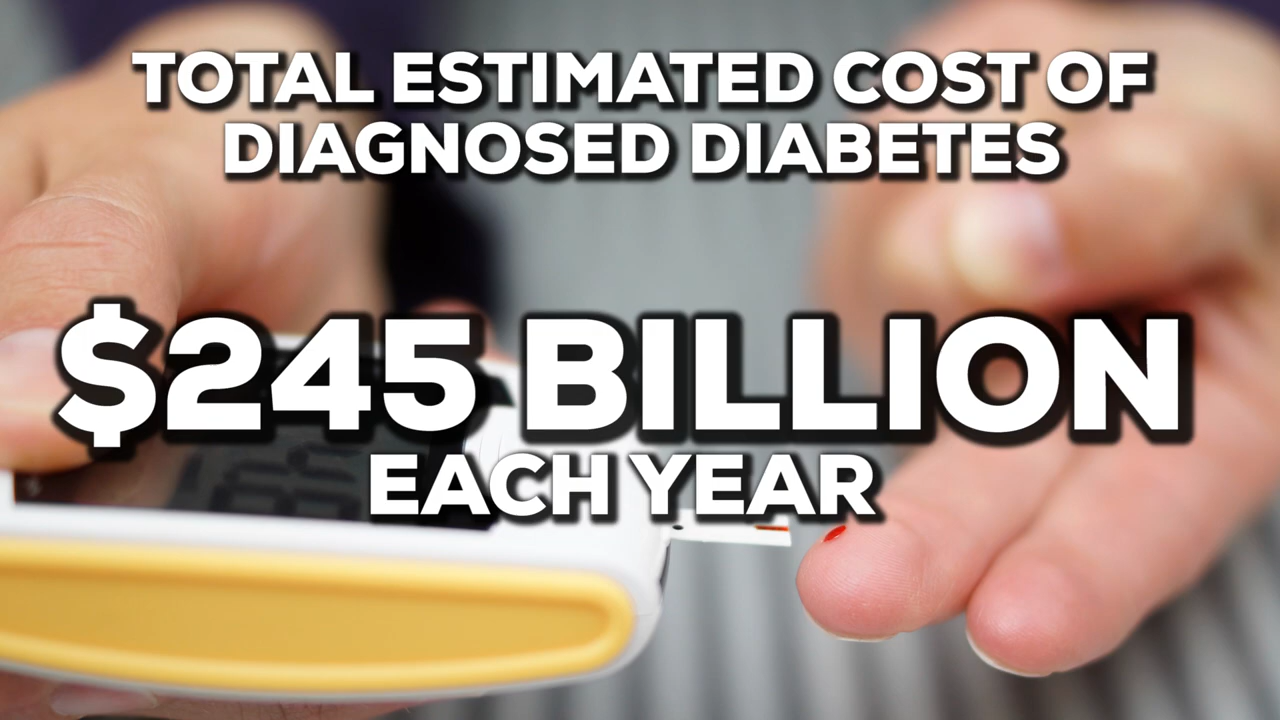 TOTAL ESTIMATED COST OF
DIAGNOSED DIABETES
$245 BILLION
EACH YEAR